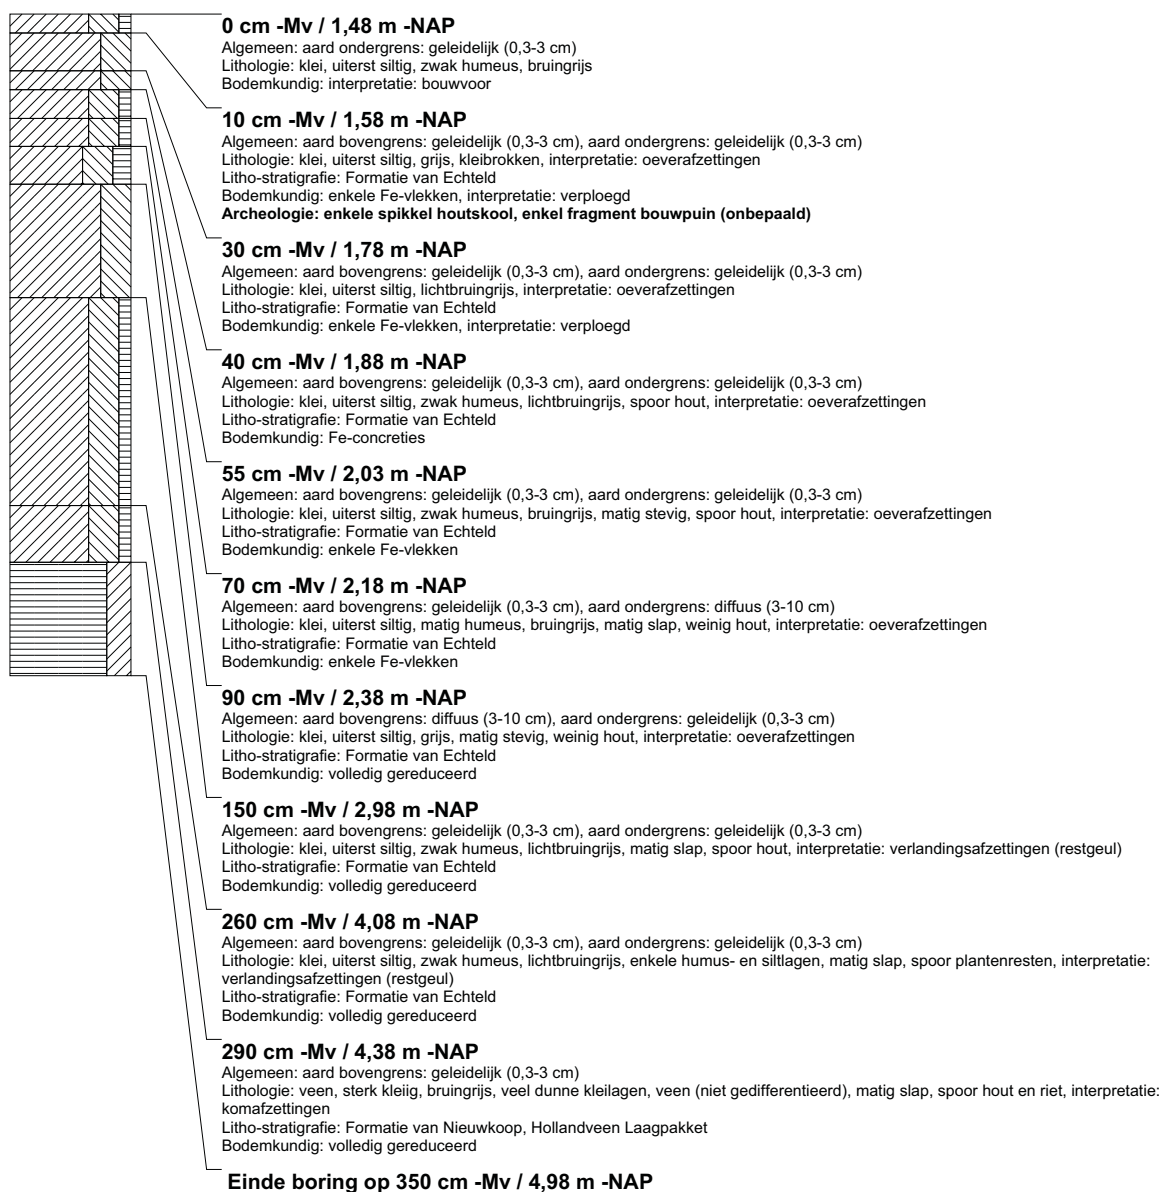 0 cm -Mv / 1,48 m -NAP
Algemeen: aard ondergrens: geleidelijk (0,3-3 cm)
Lithologie: klei, uiterst siltig, zwak humeus, bruingrijs
Bodemkundig: interpretatie: bouwvoor
10 cm -Mv / 1,58 m -NAP
Algemeen: aard bovengrens: geleidelijk (0,3-3 cm), aard ondergrens: geleidelijk (0,3-3 cm)
Lithologie: klei, uiterst siltig, grijs, kleibrokken, interpretatie: oeverafzettingen
Litho-stratigrafie: Formatie van Echteld
Bodemkundig: enkele Fe-vlekken, interpretatie: verploegd
Archeologie: enkele spikkel houtskool, enkel fragment bouwpuin (onbepaald)
30 cm -Mv / 1,78 m -NAP
Algemeen: aard bovengrens: geleidelijk (0,3-3 cm), aard ondergrens: geleidelijk (0,3-3 cm)
Lithologie: klei, uiterst siltig, lichtbruingrijs, interpretatie: oeverafzettingen
Litho-stratigrafie: Formatie van Echteld
Bodemkundig: enkele Fe-vlekken, interpretatie: verploegd
40 cm -Mv / 1,88 m -NAP
Algemeen: aard bovengrens: geleidelijk (0,3-3 cm), aard ondergrens: geleidelijk (0,3-3 cm)
Lithologie: klei, uiterst siltig, zwak humeus, lichtbruingrijs, spoor hout, interpretatie: oeverafzettingen
Litho-stratigrafie: Formatie van Echteld
Bodemkundig: Fe-concreties
55 cm -Mv / 2,03 m -NAP
Algemeen: aard bovengrens: geleidelijk (0,3-3 cm), aard ondergrens: geleidelijk (0,3-3 cm)
Lithologie: klei, uiterst siltig, zwak humeus, bruingrijs, matig stevig, spoor hout, interpretatie: oeverafzettingen
Litho-stratigrafie: Formatie van Echteld
Bodemkundig: enkele Fe-vlekken
70 cm -Mv / 2,18 m -NAP
Algemeen: aard bovengrens: geleidelijk (0,3-3 cm), aard ondergrens: diffuus (3-10 cm)
Lithologie: klei, uiterst siltig, matig humeus, bruingrijs, matig slap, weinig hout, interpretatie: oeverafzettingen
Litho-stratigrafie: Formatie van Echteld
Bodemkundig: enkele Fe-vlekken
90 cm -Mv / 2,38 m -NAP
Algemeen: aard bovengrens: diffuus (3-10 cm), aard ondergrens: geleidelijk (0,3-3 cm)
Lithologie: klei, uiterst siltig, grijs, matig stevig, weinig hout, interpretatie: oeverafzettingen
Litho-stratigrafie: Formatie van Echteld
Bodemkundig: volledig gereduceerd
150 cm -Mv / 2,98 m -NAP
Algemeen: aard bovengrens: geleidelijk (0,3-3 cm), aard ondergrens: geleidelijk (0,3-3 cm)
Lithologie: klei, uiterst siltig, zwak humeus, lichtbruingrijs, matig slap, spoor hout, interpretatie: verlandingsafzettingen (restgeul)
Litho-stratigrafie: Formatie van Echteld
Bodemkundig: volledig gereduceerd
260 cm -Mv / 4,08 m -NAP
Algemeen: aard bovengrens: geleidelijk (0,3-3 cm), aard ondergrens: geleidelijk (0,3-3 cm)
Lithologie: klei, uiterst siltig, zwak humeus, lichtbruingrijs, enkele humus- en siltlagen, matig slap, spoor plantenresten, interpretatie:
verlandingsafzettingen (restgeul)
Litho-stratigrafie: Formatie van Echteld
Bodemkundig: volledig gereduceerd
290 cm -Mv / 4,38 m -NAP
Algemeen: aard bovengrens: geleidelijk (0,3-3 cm)
Lithologie: veen, sterk kleiig, bruingrijs, veel dunne kleilagen, veen (niet gedifferentieerd), matig slap, spoor hout en riet, interpretatie:
komafzettingen
Litho-stratigrafie: Formatie van Nieuwkoop, Hollandveen Laagpakket
Bodemkundig: volledig gereduceerd
Einde boring op 350 cm -Mv / 4,98 m -NAP